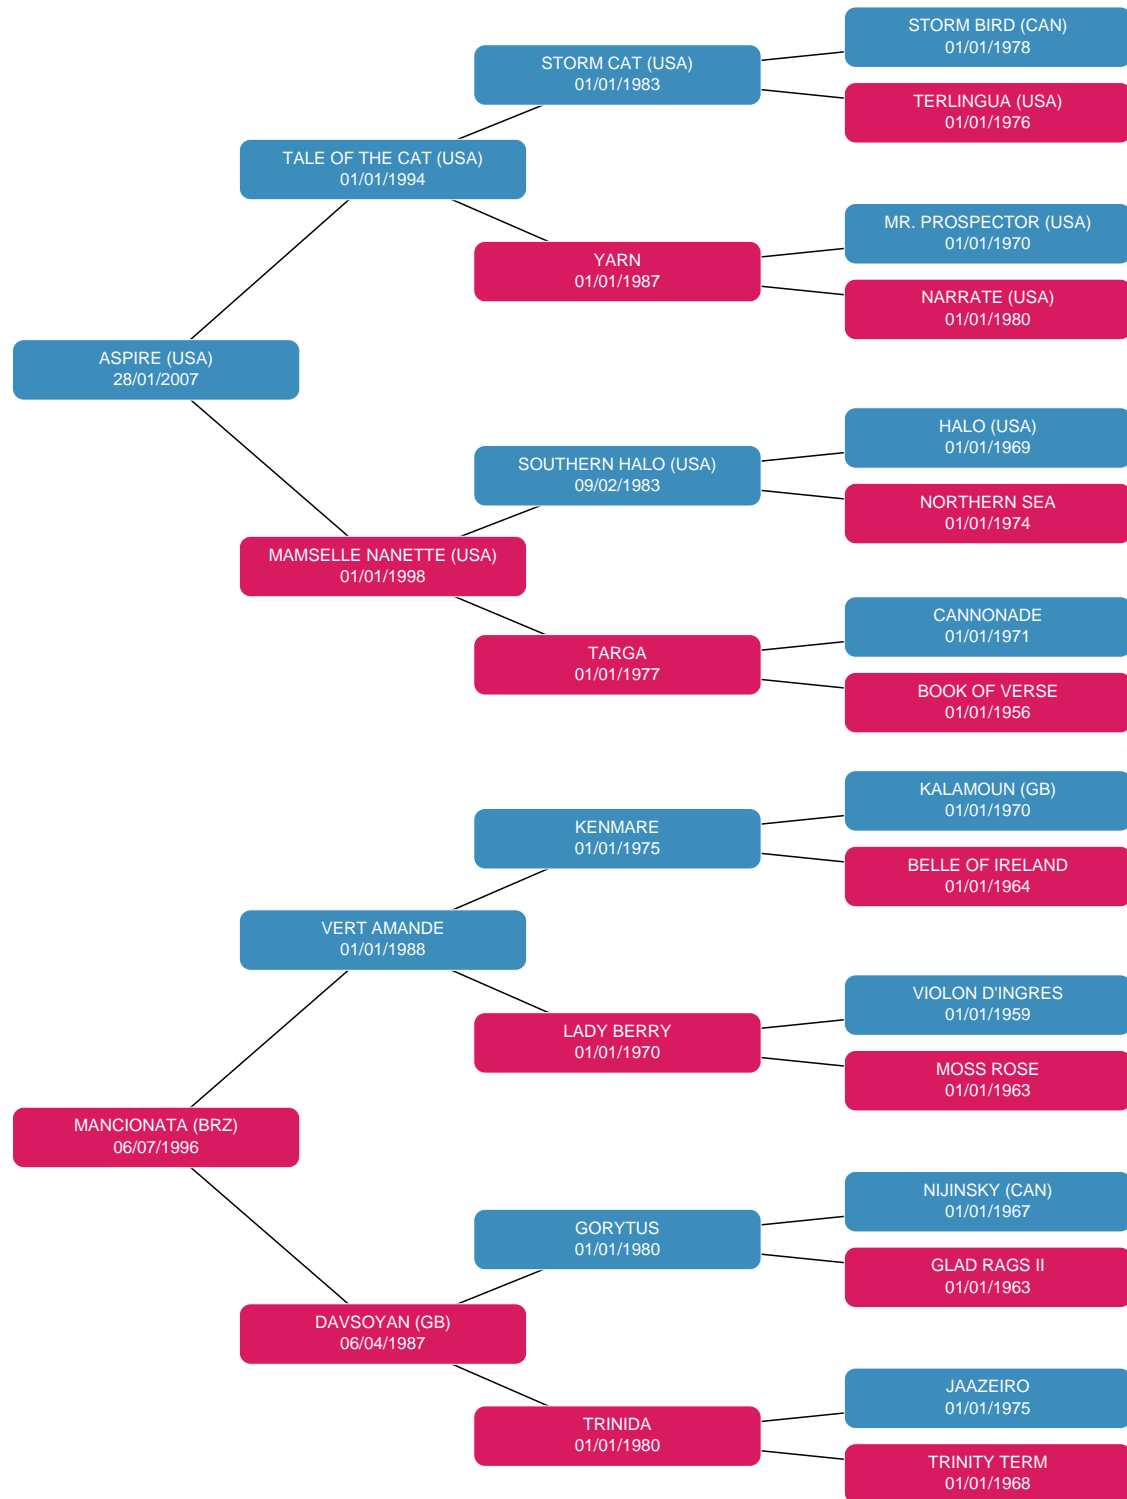 STORM BIRD (CAN)
01/01/1978
STORM CAT (USA)
01/01/1983
TERLINGUA (USA)
01/01/1976
TALE OF THE CAT (USA)
01/01/1994
MR. PROSPECTOR (USA)
01/01/1970
YARN
01/01/1987
NARRATE (USA)
01/01/1980
ASPIRE (USA)
28/01/2007
HALO (USA)
01/01/1969
SOUTHERN HALO (USA)
09/02/1983
NORTHERN SEA
01/01/1974
MAMSELLE NANETTE (USA)
01/01/1998
CANNONADE
01/01/1971
TARGA
01/01/1977
BOOK OF VERSE
01/01/1956
KALAMOUN (GB)
01/01/1970
KENMARE
01/01/1975
BELLE OF IRELAND
01/01/1964
VERT AMANDE
01/01/1988
VIOLON D'INGRES
01/01/1959
LADY BERRY
01/01/1970
MOSS ROSE
01/01/1963
MANCIONATA (BRZ)
06/07/1996
NIJINSKY (CAN)
01/01/1967
GORYTUS
01/01/1980
GLAD RAGS II
01/01/1963
DAVSOYAN (GB)
06/04/1987
JAAZEIRO
01/01/1975
TRINIDA
01/01/1980
TRINITY TERM
01/01/1968